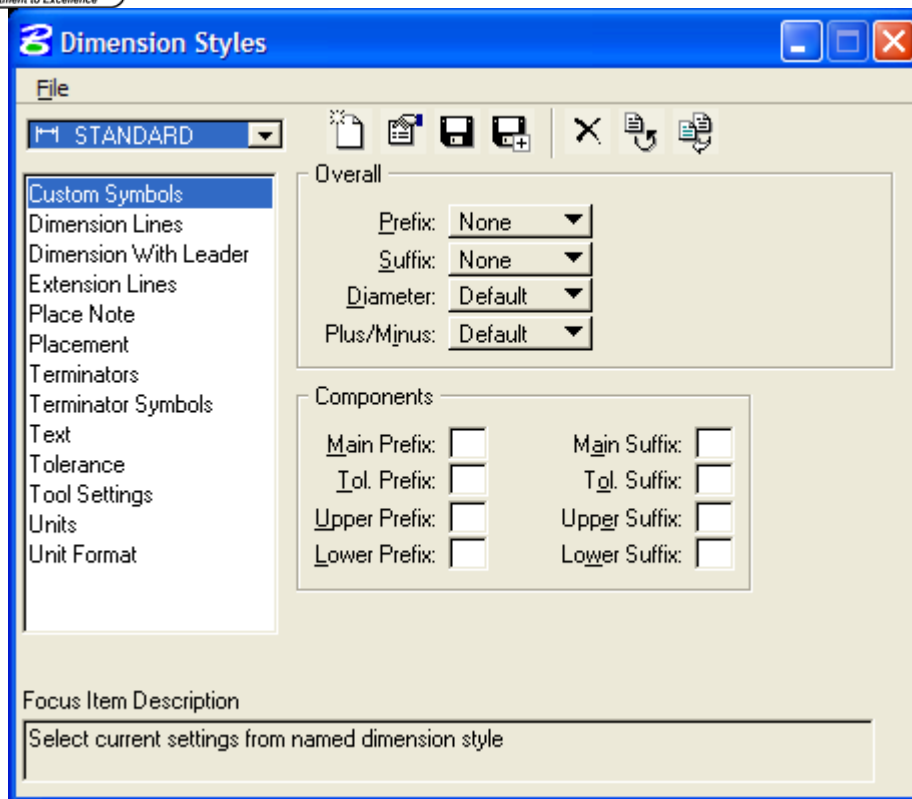 Dimension Styles
File
STANDARD
Custom Symbols
Dimension Lines
Dimension With Leader
Extension Lines
Place Note
Placement
Terminators
Terminator Symbols
Text
Tolerance
Tool Settings
Units
Unit Format
Overall
Prefix: None
Suffix: None
Diameter: Default
Plus/Minus: Default
Components
Main Prefix: Main Suffix:
Tol. Prefix: Tol. Suffix:
Upper Prefix: Upper Suffix:
Lower Prefix: Lower Suffix:
Focus Item Description
Select current settings from named dimension style